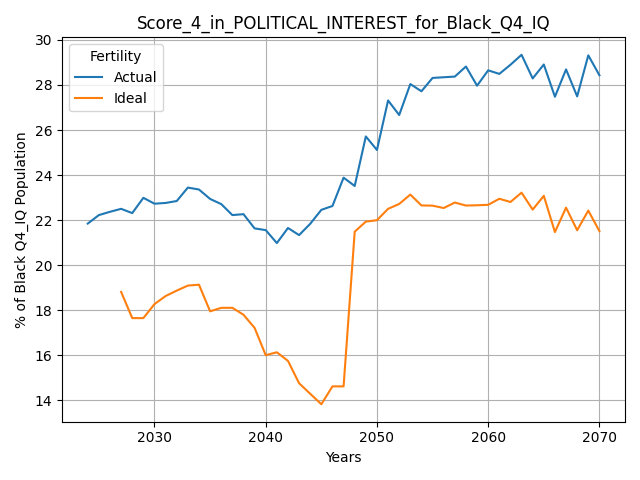 Score_4_in_POLITICAL_INTEREST_for_Black_Q4_IQ
Fertility
Actual
Ideal
% of Black Q4_IQ Population
30
28
26
24
22
20
18
16
14
2030 2040 2050 2060 2070
Years